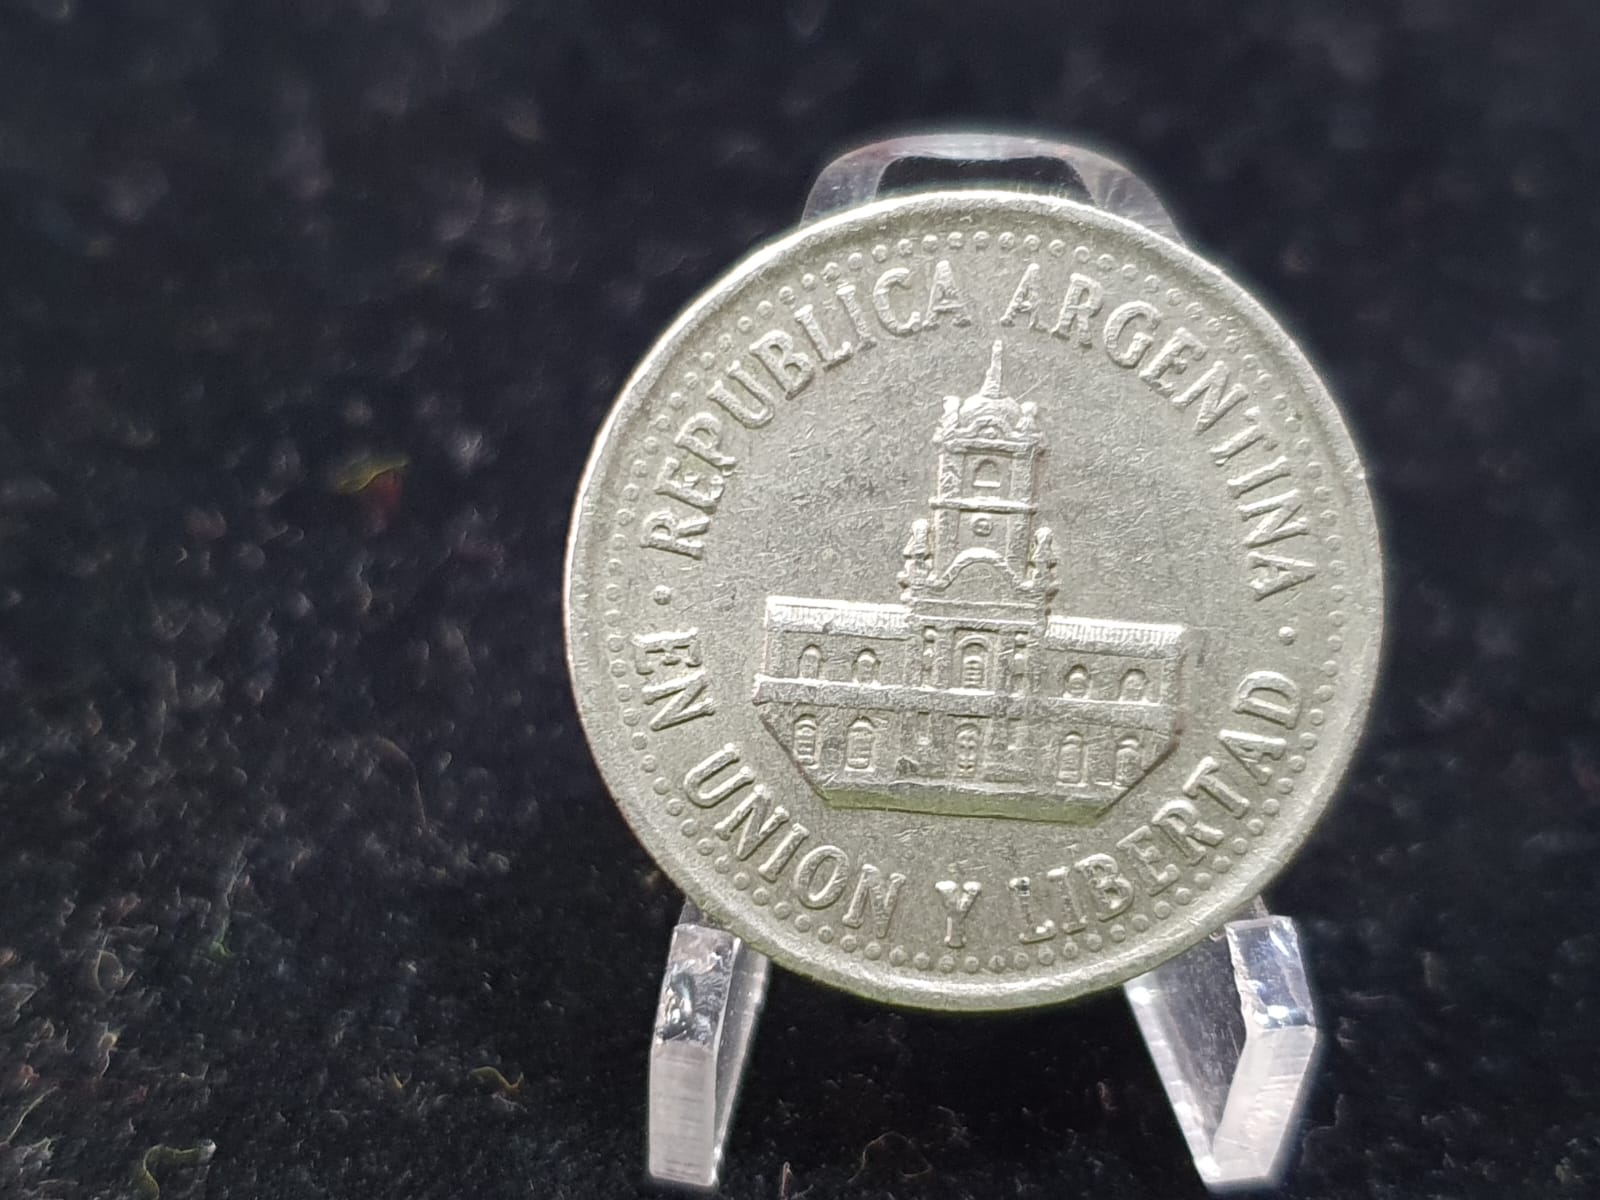 · REPUBLICA ARGENTINA ·
EN UNION Y LIBERTAD